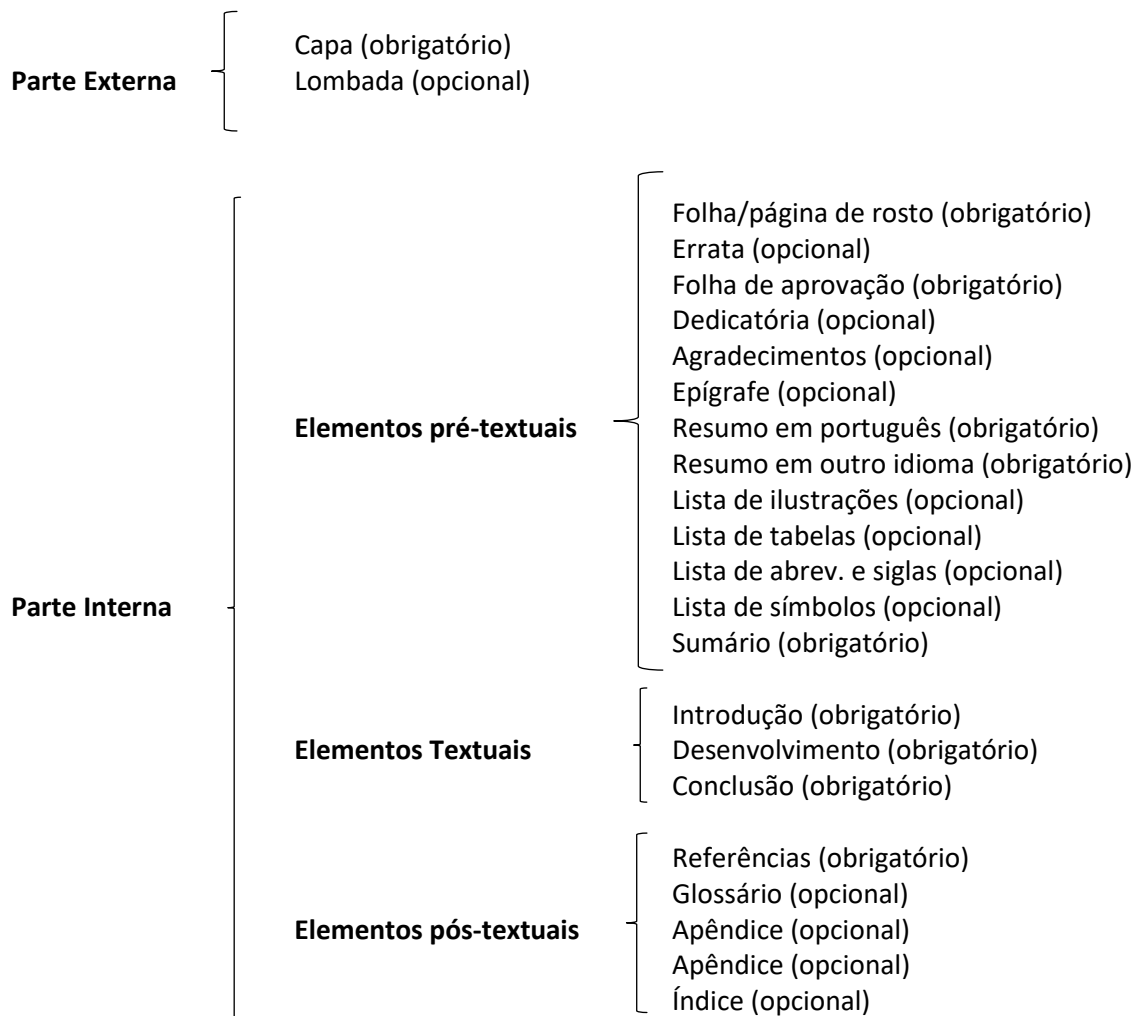 Parte Externa
Capa (obrigatório)
Lombada (opcional)
Parte Interna
Elementos pré-textuais
Folha/página de rosto (obrigatório)
Errata (opcional)
Folha de aprovação (obrigatório)
Dedicatória (opcional)
Agradecimentos (opcional)
Epígrafe (opcional)
Resumo em português (obrigatório)
Resumo em outro idioma (obrigatório)
Lista de ilustrações (opcional)
Lista de tabelas (opcional)
Lista de abrev. e siglas (opcional)
Lista de símbolos (opcional)
Sumário (obrigatório)
Elementos Textuais
Introdução (obrigatório)
Desenvolvimento (obrigatório)
Conclusão (obrigatório)
Elementos pós-textuais
Referências (obrigatório)
Glossário (opcional)
Apêndice (opcional)
Apêndice (opcional)
Índice (opcional)